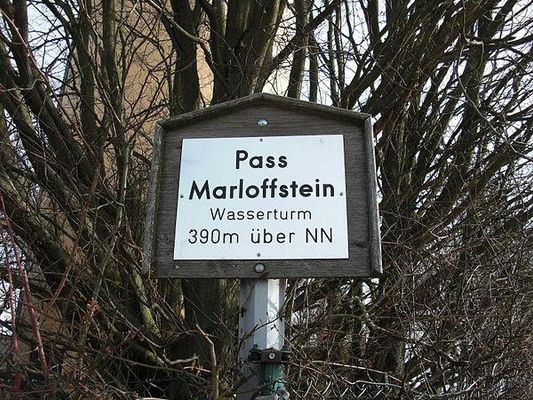 Pass
Marloffstein
Wasserturm
390m über NN